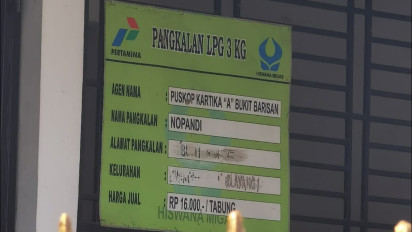 PERTAMINA
PANGKALAN LPG 3 KG
HISWANA MIGAS
AGEN NAMA : PUSKOP KARTIKA "A" BUKIT BARISAN
NAMA PANGKALAN : NOPANDI
ALAMAT PANGKALAN :
KELURAHAN :
HARGA JUAL : RP 16.000,- / TABUNG
HISWANA MIGAS